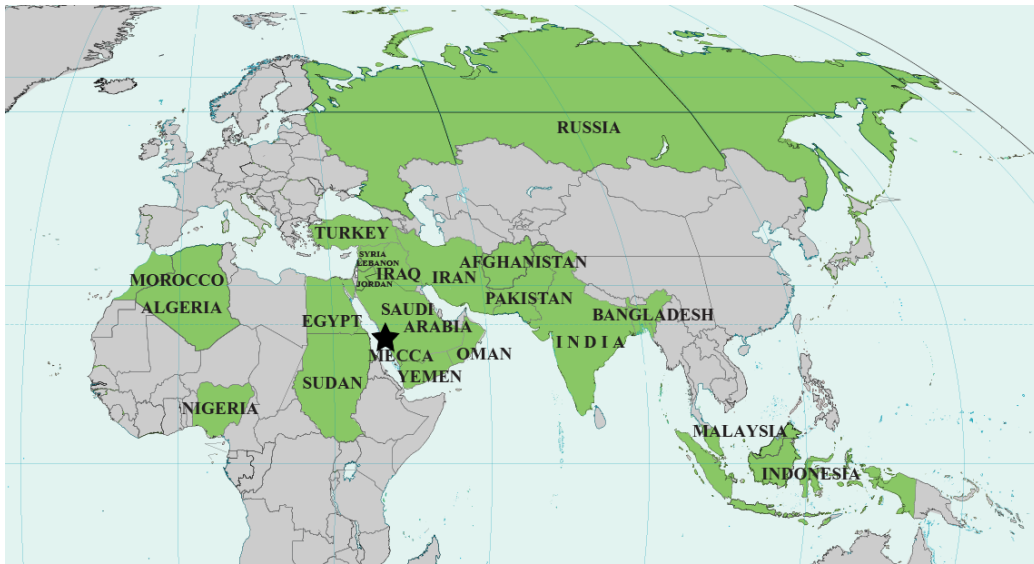 RUSSIA
TURKEY
SYRIA
LEBANON
JORDAN
IRAQ
IRAN
AFGHANISTAN
PAKISTAN
MOROCCO
ALGERIA
EGYPT
SAUDI
ARABIA
BANGLADESH
INDIA
MECCA
OMAN
YEMEN
SUDAN
NIGERIA
MALAYSIA
INDONESIA